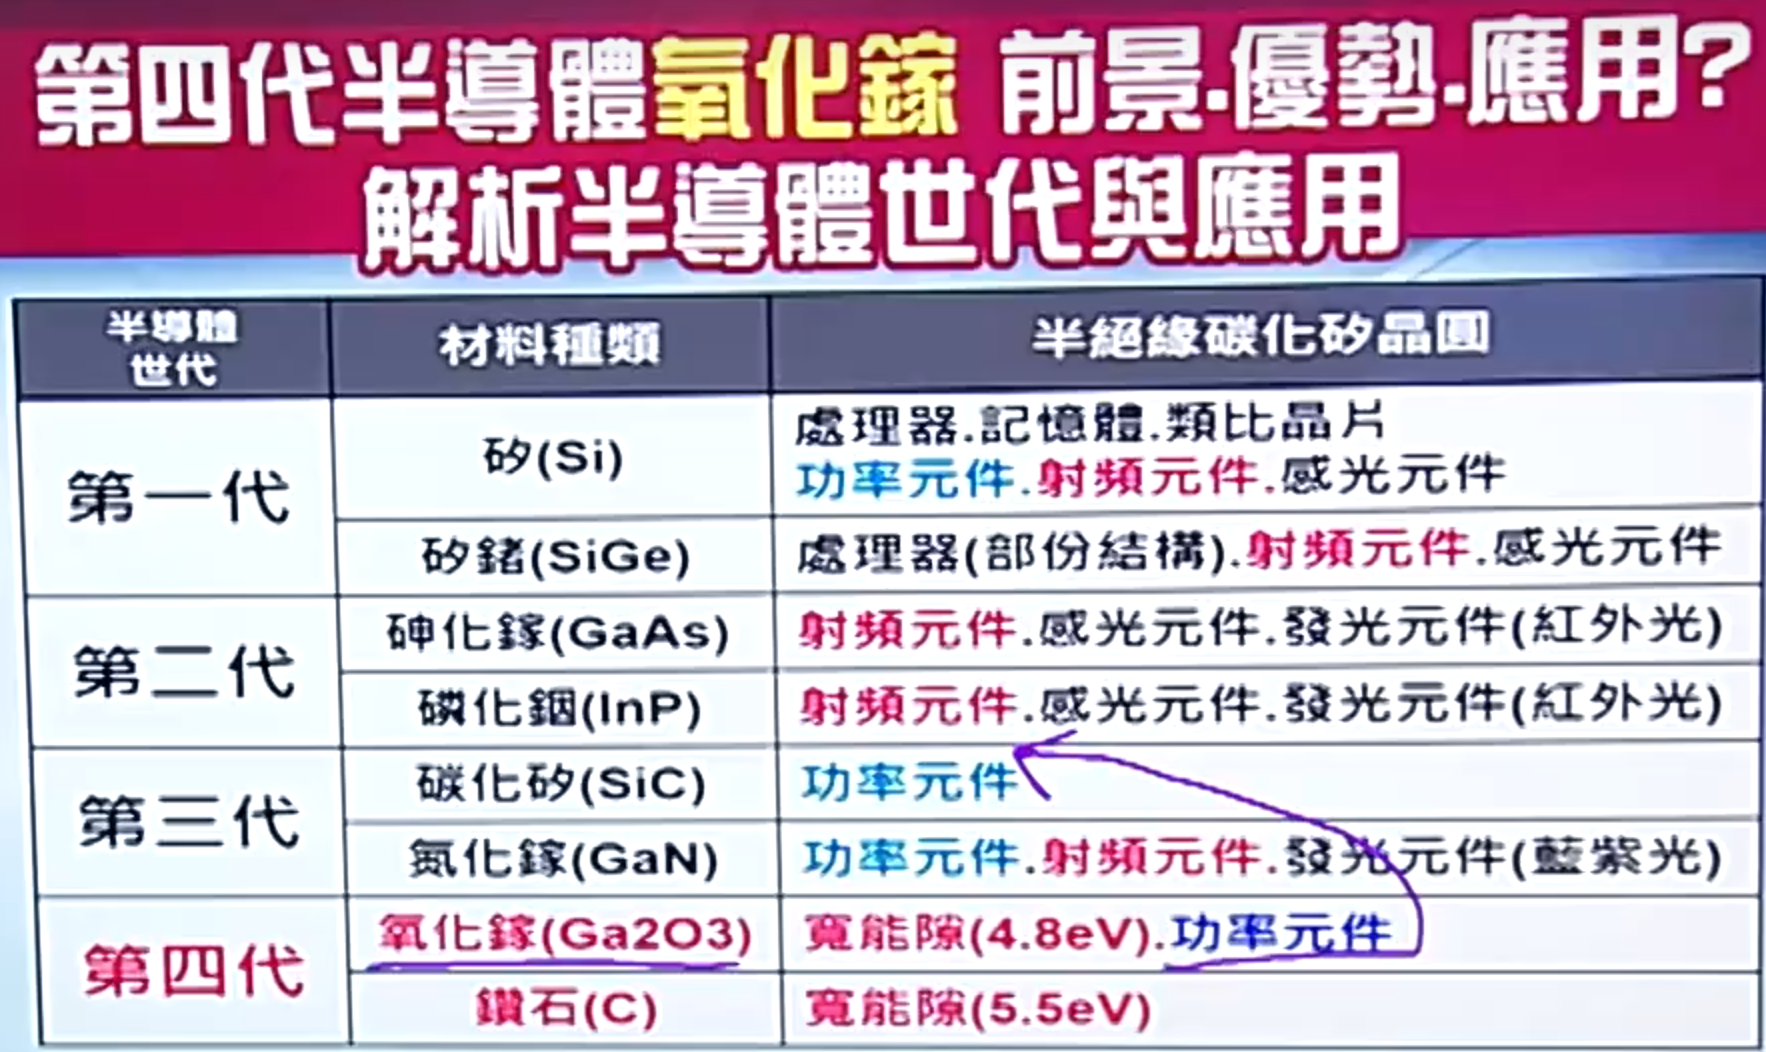 第四代半導體氧化鎵 前景.優勢.應用?
解析半導體世代與應用
半導體
世代
材料種類
半絕緣碳化矽晶圓
第一代
矽(Si)
處理器.記憶體.類比晶片
功率元件.射頻元件.感光元件
矽鍺(SiGe)
處理器(部份結構).射頻元件.感光元件
第二代
砷化鎵(GaAs)
射頻元件.感光元件.發光元件(紅外光)
磷化銦(InP)
射頻元件.感光元件.發光元件(紅外光)
第三代
碳化矽(SiC)
功率元件
氮化鎵(GaN)
功率元件.射頻元件.發光元件(藍紫光)
第四代
氧化鎵(Ga2O3)
寬能隙(4.8eV).功率元件
鑽石(C)
寬能隙(5.5eV)